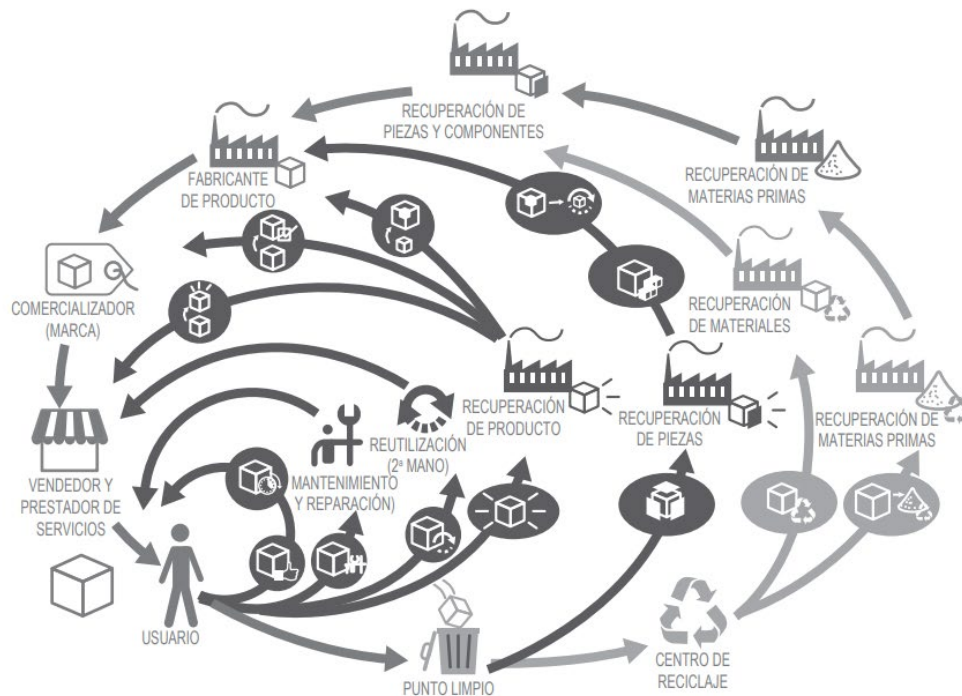 RECUPERACIÓN DE
PIEZAS Y COMPONENTES
RECUPERACIÓN DE
MATERIAS PRIMAS
FABRICANTE
DE PRODUCTO
COMERCIALIZADOR
(MARCA)
RECUPERACIÓN
DE MATERIALES
RECUPERACIÓN
DE PRODUCTO
RECUPERACIÓN
DE PIEZAS
RECUPERACIÓN DE
MATERIAS PRIMAS
REUTILIZACIÓN
(2ª MANO)
MANTENIMIENTO
Y REPARACIÓN)
VENDEDOR Y
PRESTADOR DE
SERVICIOS
USUARIO
PUNTO LIMPIO
CENTRO DE
RECICLAJE